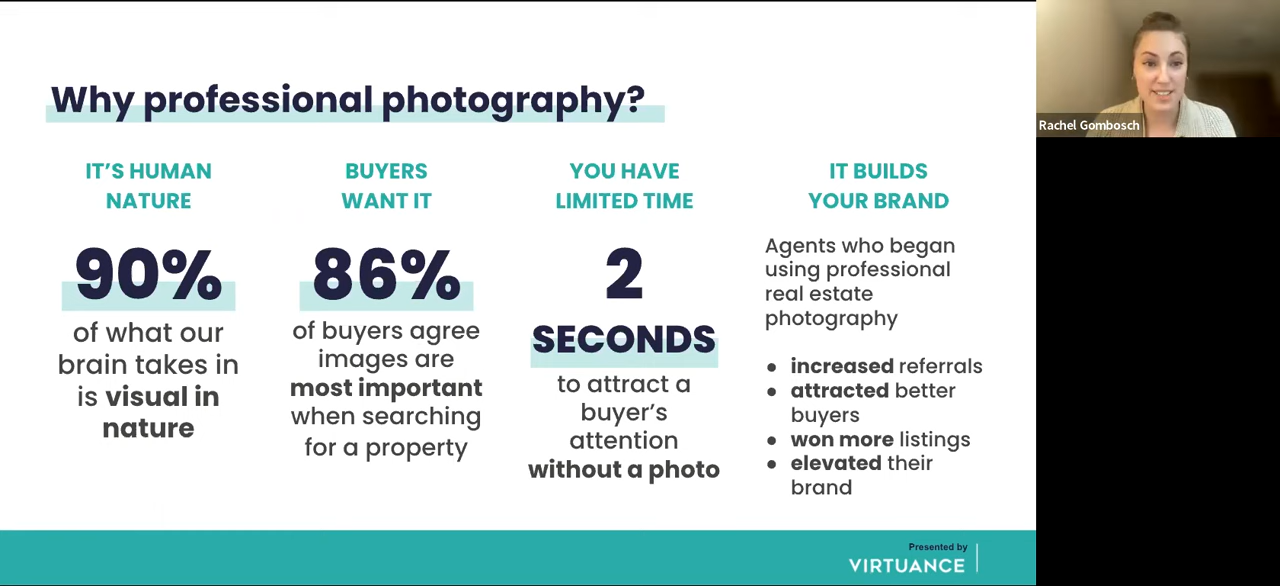 Why professional photography?
IT'S HUMAN
NATURE
90%
of what our
brain takes in
is visual in
nature
BUYERS
WANT IT
86%
of buyers agree
images are
most important
when searching
for a property
YOU HAVE
LIMITED TIME
2
SECONDS
to attract a
buyer's
attention
without a photo
IT BUILDS
YOUR BRAND
Agents who began
using professional
real estate
photography
• increased referrals
• attracted better
buyers
• won more listings
• elevated their
brand
Presented by
VIRTUANCE
Rachel Gombosch